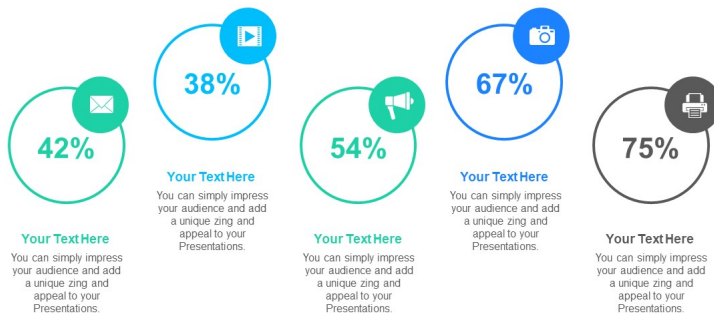 42%
Your Text Here
You can simply impress
your audience and add
a unique zing and
appeal to your
Presentations.
38%
Your Text Here
You can simply impress
your audience and add
a unique zing and
appeal to your
Presentations.
54%
Your Text Here
You can simply impress
your audience and add
a unique zing and
appeal to your
Presentations.
67%
Your Text Here
You can simply impress
your audience and add
a unique zing and
appeal to your
Presentations.
75%
Your Text Here
You can simply impress
your audience and add
a unique zing and
appeal to your
Presentations.